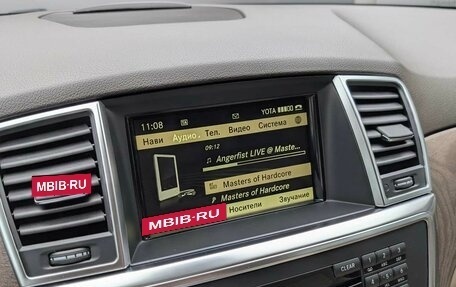 11:08 YOTA
Нави Аудио Тел. Видео Система
09:12
Angerfist LIVE @ Maste...
Masters of Hardcore
Masters of Hardcore
Носители Звучание
MBIB·RU
MBIB·RU
CLEAR